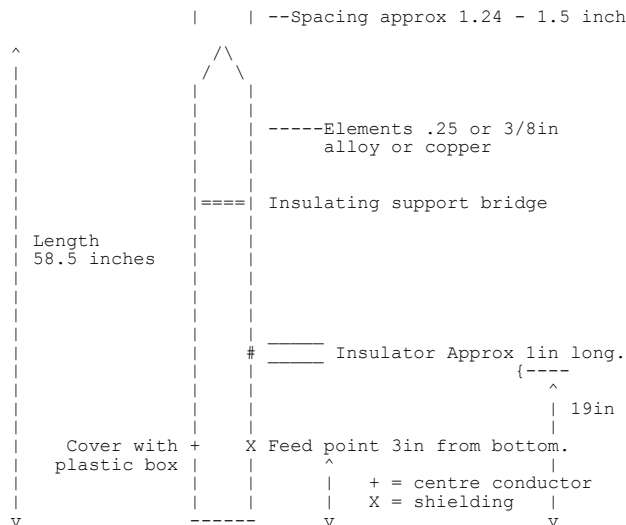 --Spacing approx 1.24 - 1.5 inch
-----Elements .25 or 3/8in
alloy or copper
Insulating support bridge
Length
58.5 inches
Insulator Approx 1in long.
19in
Cover with + X Feed point 3in from bottom.
plastic box
+ = centre conductor
X = shielding